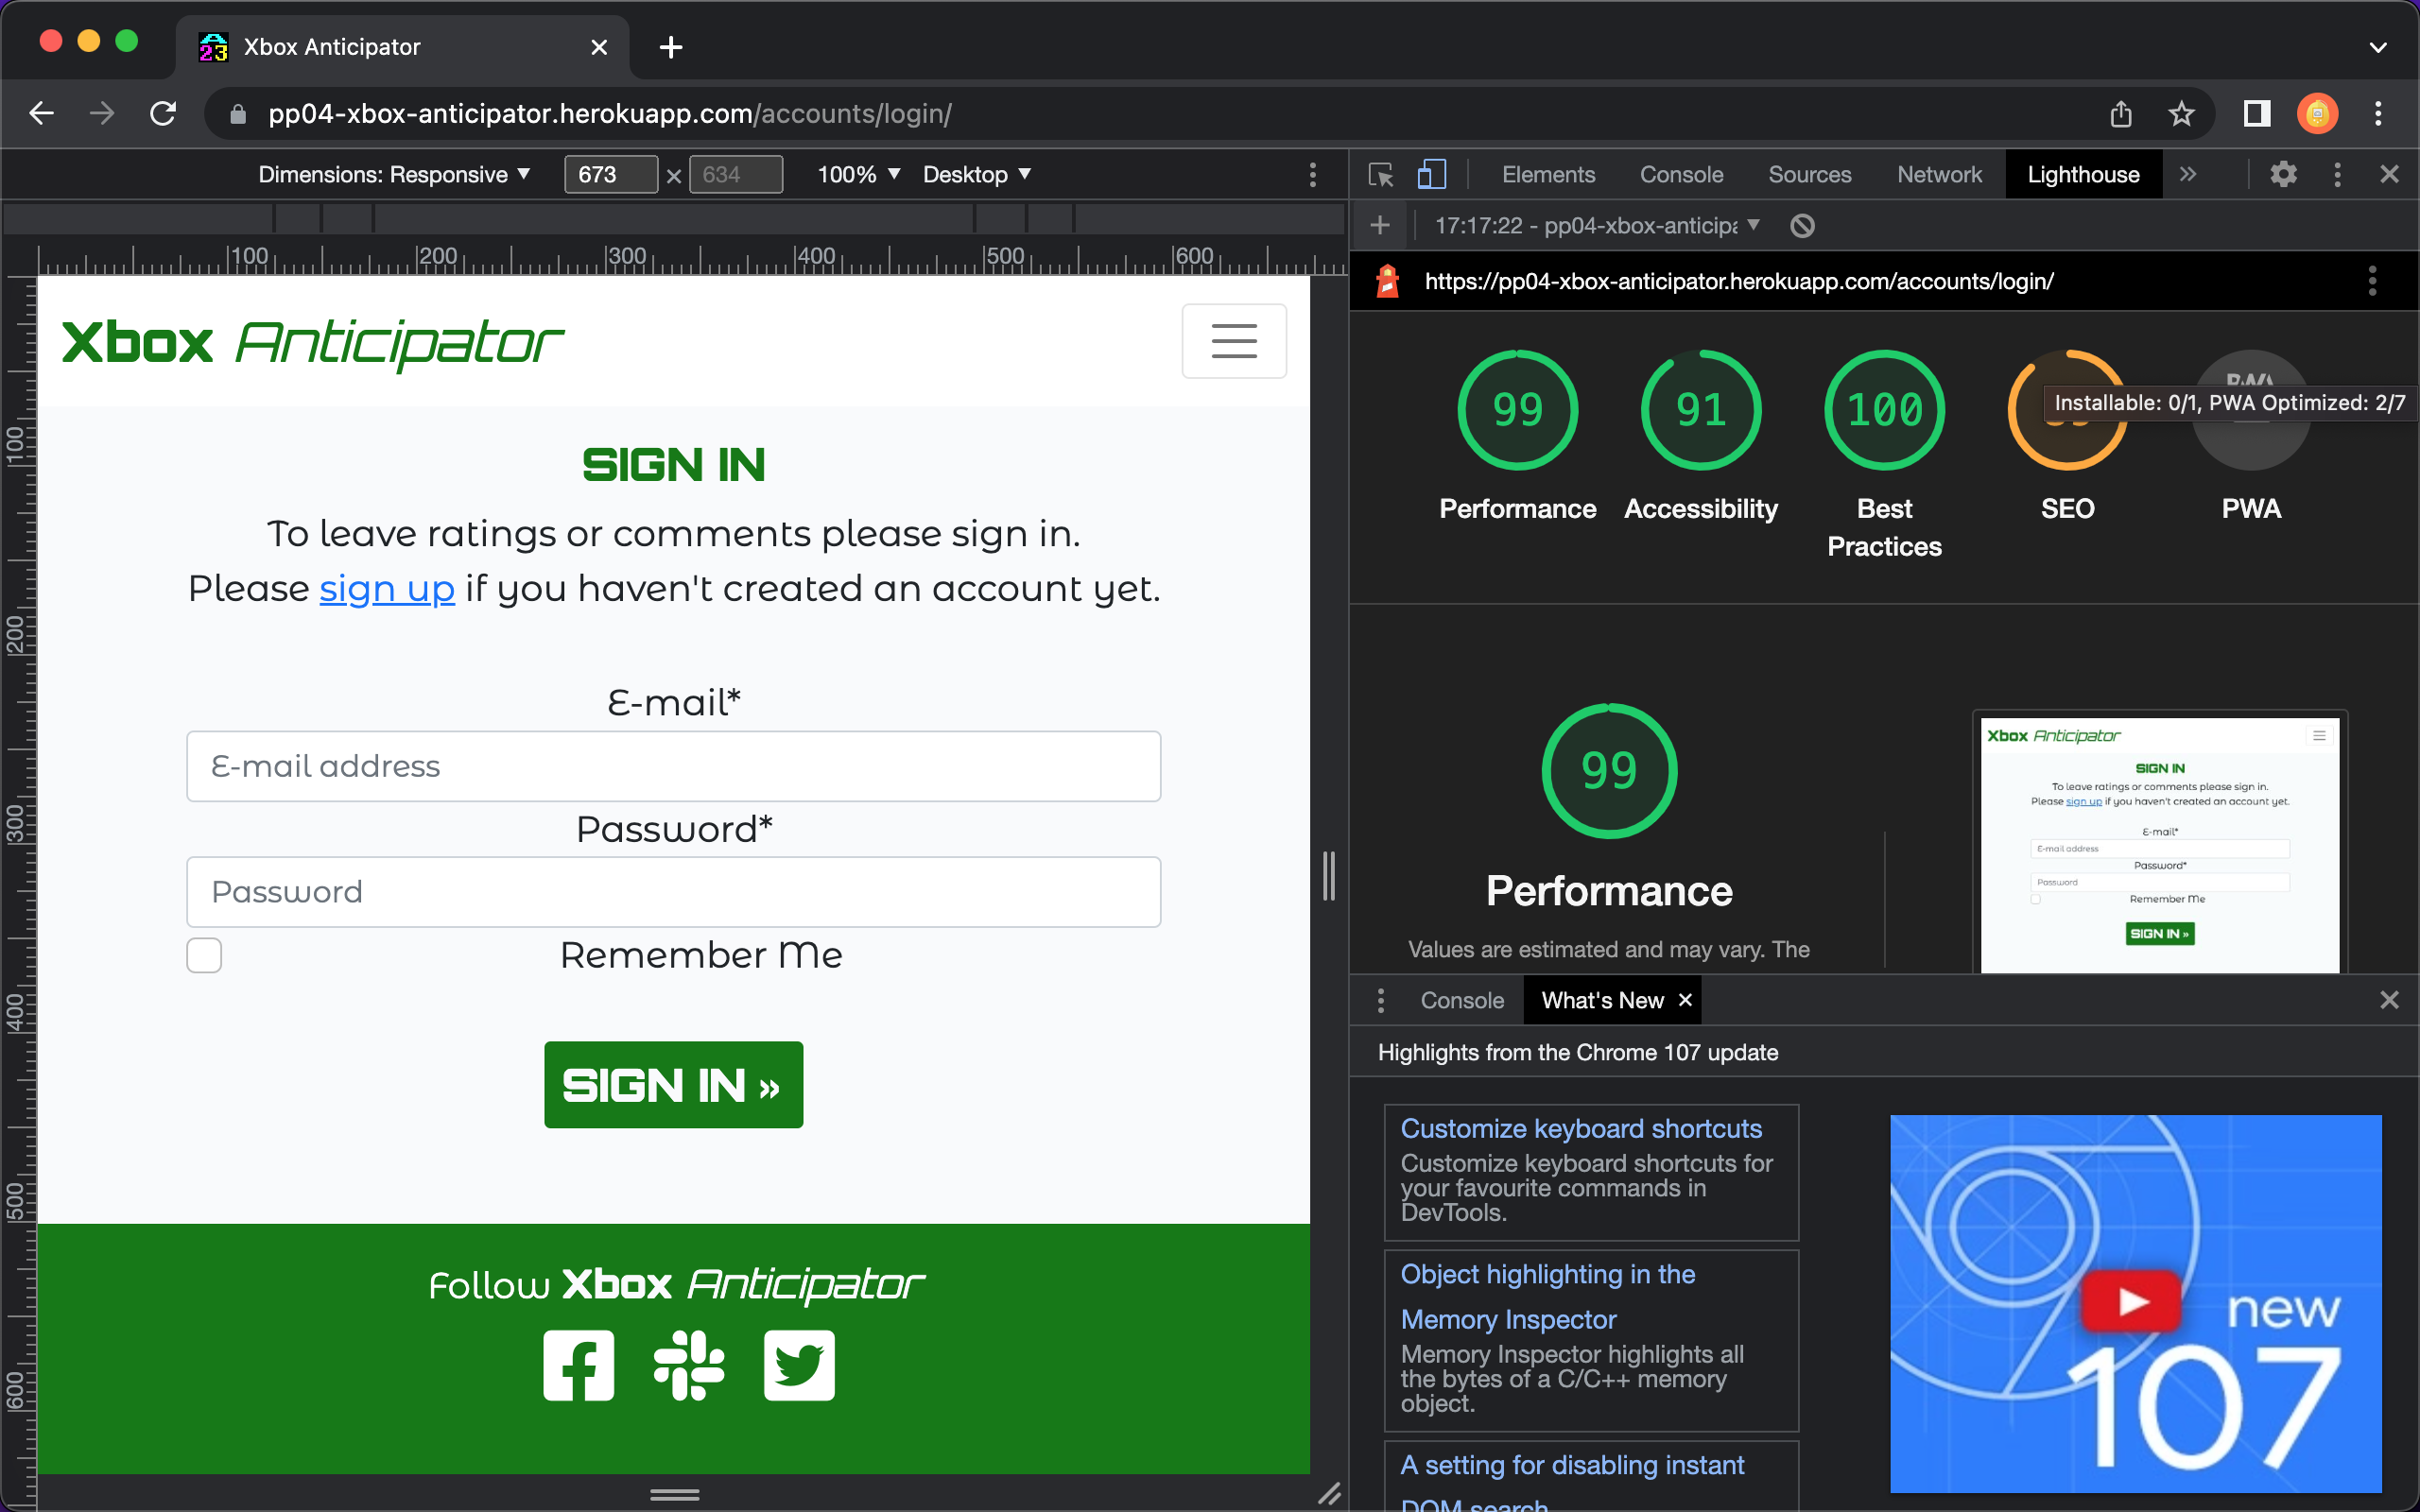 Xbox Anticipator
pp04-xbox-anticipator.herokuapp.com/accounts/login/
Dimensions: Responsive ▼ 673 × 634 100% ▼ Desktop ▼
100 200 300 400 500 600
100
200
300
400
500
600
Xbox Anticipator
SIGN IN
To leave ratings or comments please sign in.
Please sign up if you haven't created an account yet.
E-mail*
E-mail address
Password*
Password
Remember Me
SIGN IN »
Follow Xbox Anticipator
Elements Console Sources Network Lighthouse »
17:17:22 - pp04-xbox-anticipa ▼
https://pp04-xbox-anticipator.herokuapp.com/accounts/login/
99 91 100
Installable: 0/1, PWA Optimized: 2/7
Performance Accessibility Best Practices SEO PWA
99
Performance
Values are estimated and may vary. The
Xbox Anticipator
SIGN IN
To leave ratings or comments please sign in.
Please sign up if you haven't created an account yet.
E-mail*
E-mail address
Password*
Password
Remember Me
SIGN IN »
Console What's New
Highlights from the Chrome 107 update
Customize keyboard shortcuts
Customize keyboard shortcuts for
your favourite commands in
DevTools.
Object highlighting in the
Memory Inspector
Memory Inspector highlights all
the bytes of a C/C++ memory
object.
A setting for disabling instant
DOM search
new
107